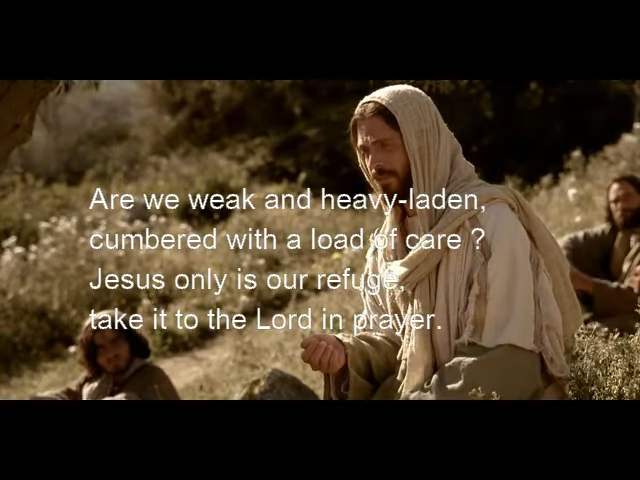 Are we weak and heavy-laden,
cumbered with a load of care ?
Jesus only is our refuge,
take it to the Lord in prayer.